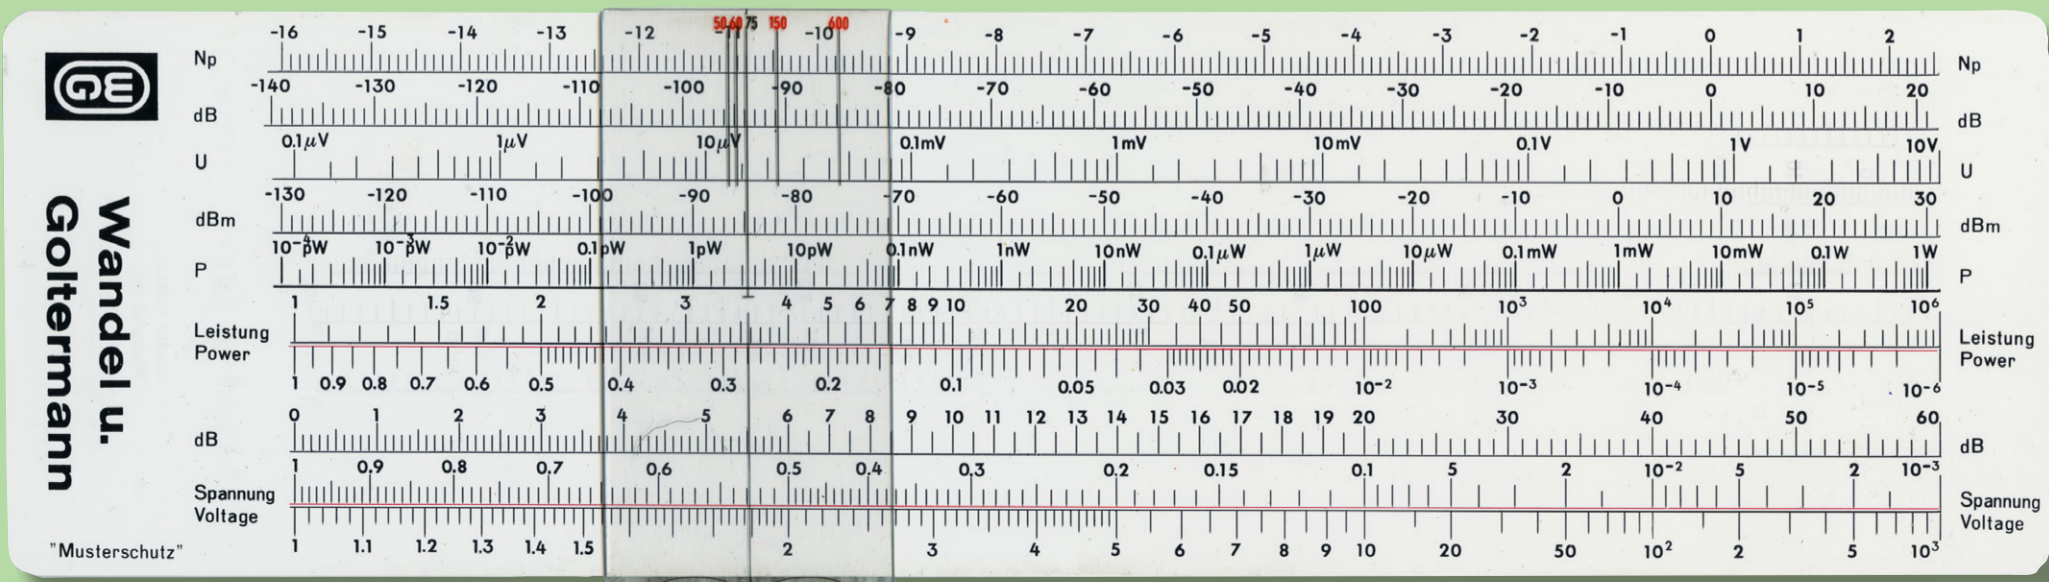 50 60 75 150 600
-16 -15 -14 -13 -12 -10 -9 -8 -7 -6 -5 -4 -3 -2 -1 0 1 2
Np Np
-140 -130 -120 -110 -100 -90 -80 -70 -60 -50 -40 -30 -20 -10 0 10 20
dB dB
0.1μV 1μV 10μV 0.1mV 1mV 10mV 0.1V 1V 10V
U U
-130 -120 -110 -100 -90 -80 -70 -60 -50 -40 -30 -20 -10 0 10 20 30
dBm dBm
10⁻⁴pW 10⁻³pW 10⁻²pW 0.1pW 1pW 10pW 0.1nW 1nW 10nW 0.1μW 1μW 10μW 0.1mW 1mW 10mW 0.1W 1W
P P
1 1.5 2 3 4 5 6 7 8 9 10 20 30 40 50 100 10³ 10⁴ 10⁵ 10⁶
Leistung Leistung
Power Power
1 0.9 0.8 0.7 0.6 0.5 0.4 0.3 0.2 0.1 0.05 0.03 0.02 10⁻² 10⁻³ 10⁻⁴ 10⁻⁵ 10⁻⁶
0 1 2 3 4 5 6 7 8 9 10 11 12 13 14 15 16 17 18 19 20 30 40 50 60
dB dB
1 0.9 0.8 0.7 0.6 0.5 0.4 0.3 0.2 0.15 0.1 5 2 10⁻² 5 2 10⁻³
Spannung Spannung
Voltage Voltage
1 1.1 1.2 1.3 1.4 1.5 2 3 4 5 6 7 8 9 10 20 50 10² 2 5 10³
GW
Wandel u.
Goltermann
"Musterschutz"